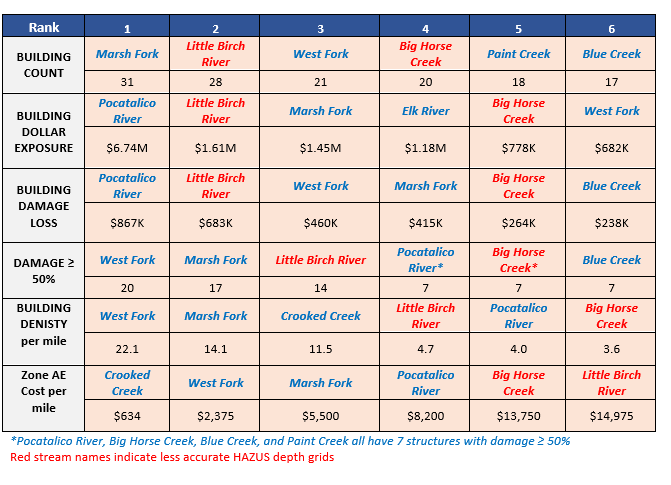 Rank 1 2 3 4 5 6
BUILDING COUNT Marsh Fork Little Birch River West Fork Big Horse Creek Paint Creek Blue Creek
31 28 21 20 18 17
BUILDING DOLLAR EXPOSURE Pocatalico River Little Birch River Marsh Fork Elk River Big Horse Creek West Fork
$6.74M $1.61M $1.45M $1.18M $778K $682K
BUILDING DAMAGE LOSS Pocatalico River Little Birch River West Fork Marsh Fork Big Horse Creek Blue Creek
$867K $683K $460K $415K $264K $238K
DAMAGE ≥ 50% West Fork Marsh Fork Little Birch River Pocatalico River* Big Horse Creek* Blue Creek
20 17 14 7 7 7
BUILDING DENISTY per mile West Fork Marsh Fork Crooked Creek Little Birch River Pocatalico River Big Horse Creek
22.1 14.1 11.5 4.7 4.0 3.6
Zone AE Cost per mile Crooked Creek West Fork Marsh Fork Pocatalico River Big Horse Creek Little Birch River
$634 $2,375 $5,500 $8,200 $13,750 $14,975
*Pocatalico River, Big Horse Creek, Blue Creek, and Paint Creek all have 7 structures with damage ≥ 50%
Red stream names indicate less accurate HAZUS depth grids